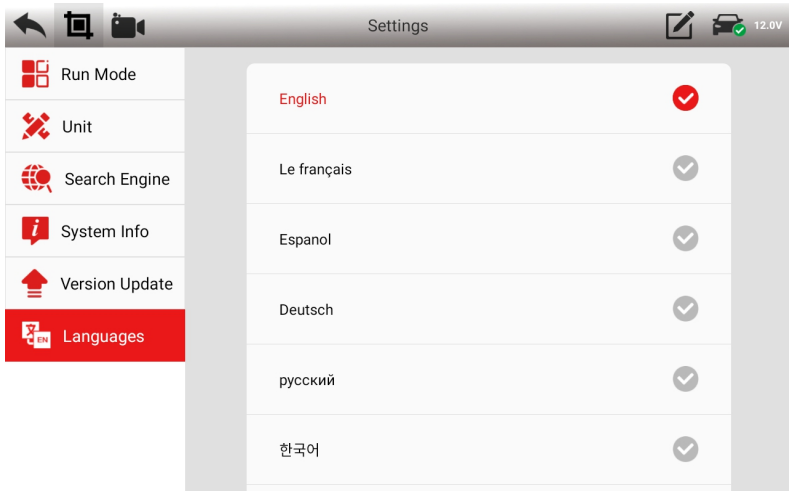 Settings
12.0V
Run Mode
Unit
Search Engine
i
System Info
Version Update
文
EN
Languages
English
Le français
Espanol
Deutsch
русский
한국어